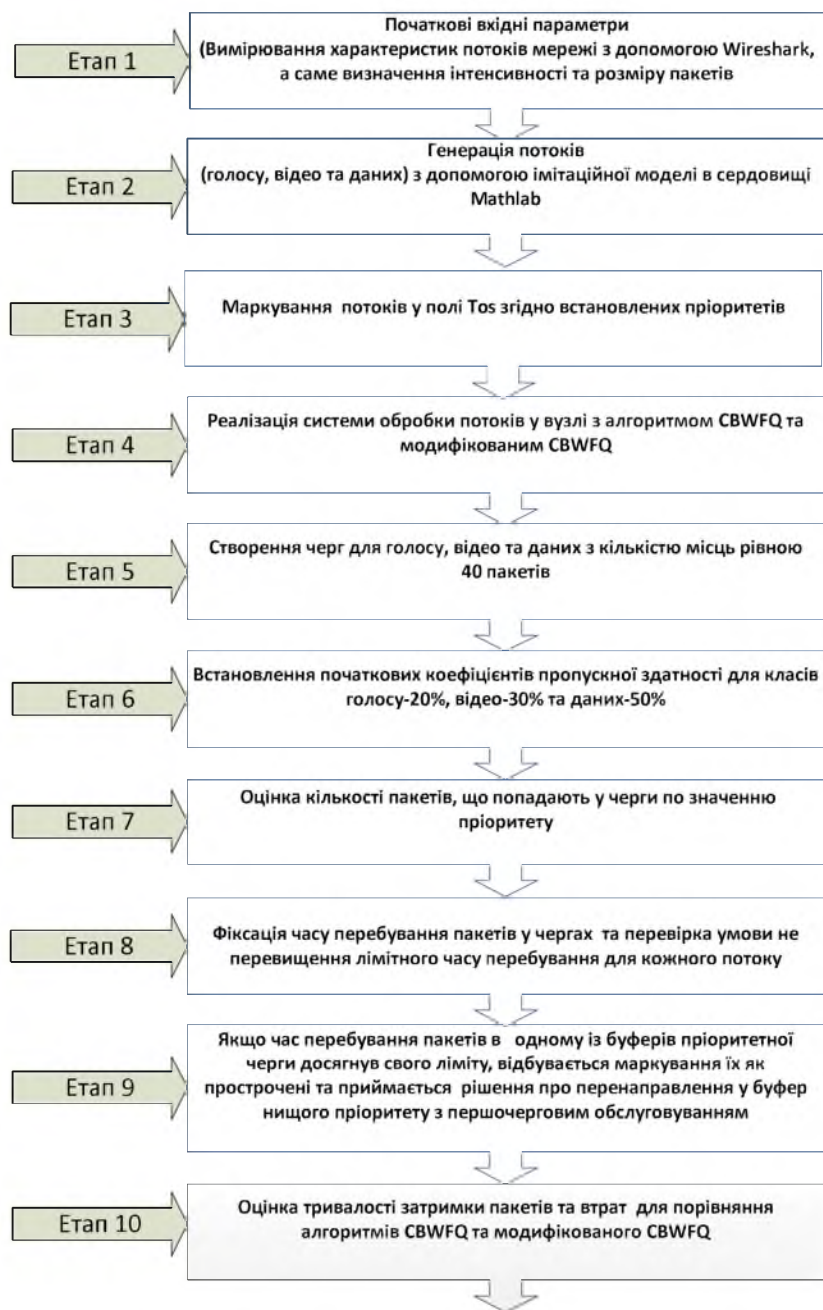 Етап 1
Початкові вхідні параметри
(Вимірювання характеристик потоків мережі з допомогою Wireshark,
а саме визначення інтенсивності та розміру пакетів
Етап 2
Генерація потоків
(голосу, відео та даних) з допомогою імітаційної моделі в сердовищі
Mathlab
Етап 3
Маркування потоків у полі Tos згідно встановлених пріоритетів
Етап 4
Реалізація системи обробки потоків у вузлі з алгоритмом CBWFQ та
модифікованим CBWFQ
Етап 5
Створення черг для голосу, відео та даних з кількістю місць рівною
40 пакетів
Етап 6
Встановлення початкових коефіцієнтів пропускної здатності для класів
голосу-20%, відео-30% та даних-50%
Етап 7
Оцінка кількості пакетів, що попадають у черги по значенню
пріоритету
Етап 8
Фіксація часу перебування пакетів у чергах та перевірка умови не
перевищення лімітного часу перебування для кожного потоку
Етап 9
Якщо час перебування пакетів в одному із буферів пріоритетної
черги досягнув свого ліміту, відбувається маркування їх як
прострочені та приймається рішення про перенаправлення у буфер
нищого пріоритету з першочерговим обслуговуванням
Етап 10
Оцінка тривалості затримки пакетів та втрат для порівняння
алгоритмів CBWFQ та модифікованого CBWFQ